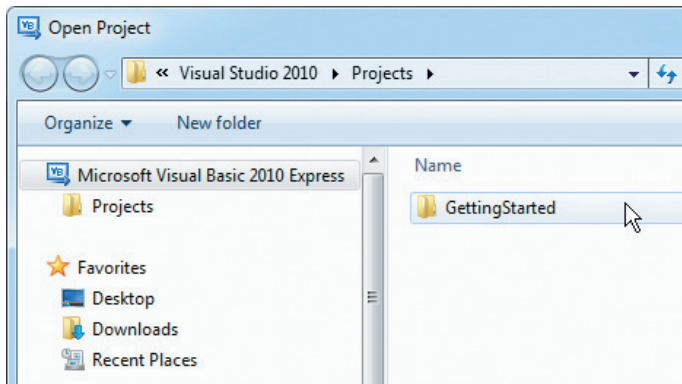 Open Project
« Visual Studio 2010 Projects
Organize New folder
Microsoft Visual Basic 2010 Express
Projects
Favorites
Desktop
Downloads
Recent Places
Name
GettingStarted